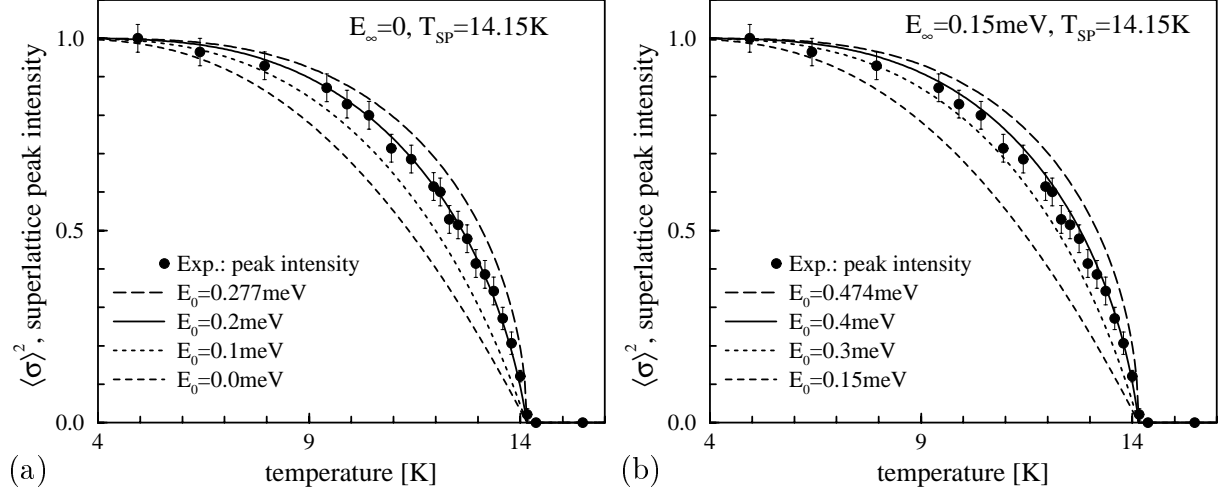 E∞=0, TSP=14.15K
1.0
0.5
0.0
⟨σ⟩², superlattice peak intensity
Exp.: peak intensity
E0=0.277meV
E0=0.2meV
E0=0.1meV
E0=0.0meV
4 9 14
temperature [K]
(a)
E∞=0.15meV, TSP=14.15K
1.0
0.5
0.0
⟨σ⟩², superlattice peak intensity
Exp.: peak intensity
E0=0.474meV
E0=0.4meV
E0=0.3meV
E0=0.15meV
4 9 14
temperature [K]
(b)